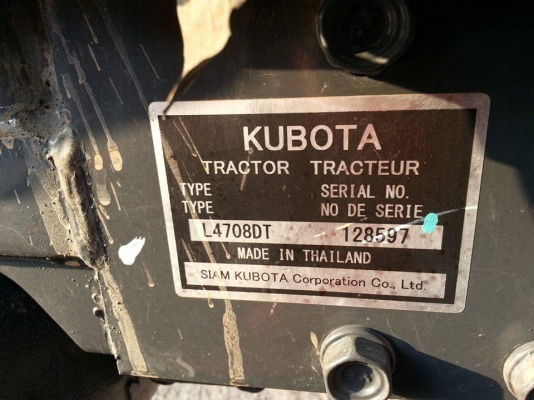 KUBOTA
TRACTOR TRACTEUR
TYPE SERIAL NO.
TYPE NO DE SERIE
L4708DT 128597
MADE IN THAILAND
SIAM KUBOTA Corporation Co., Ltd.